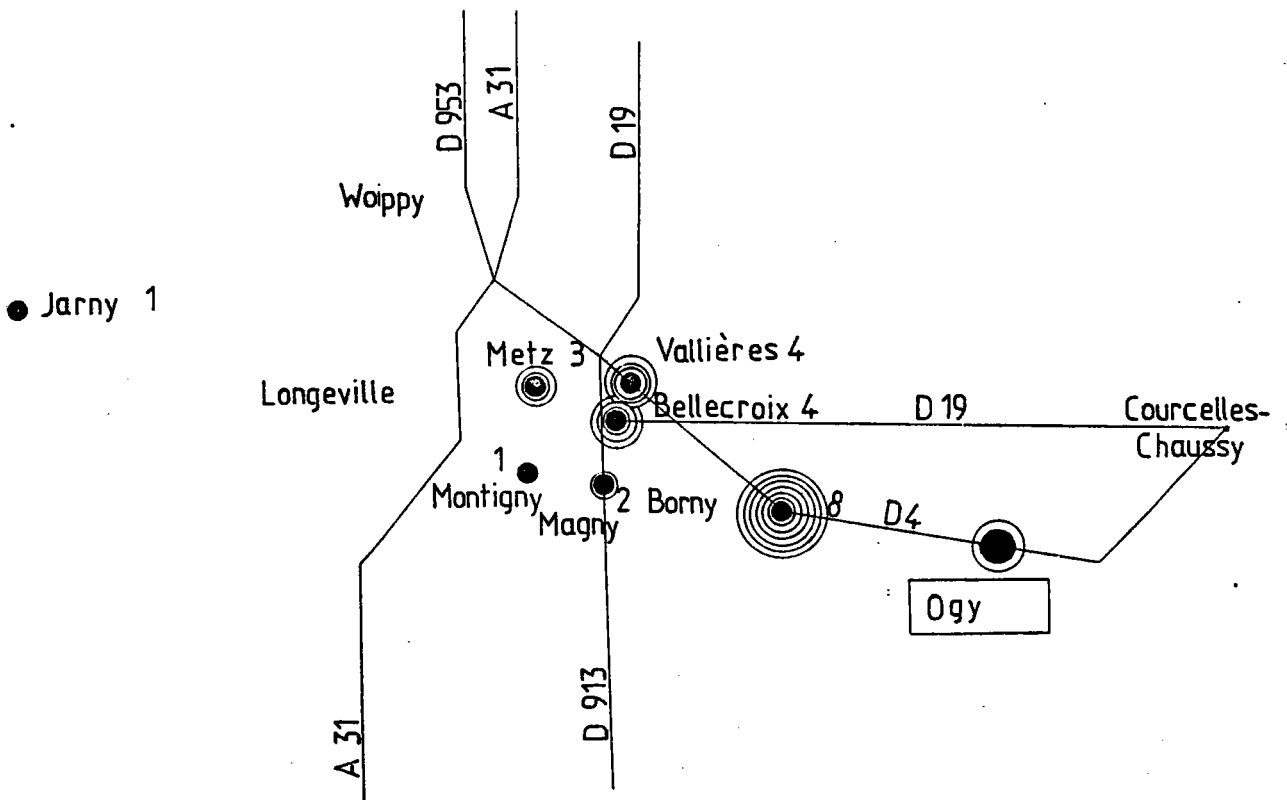 D 953
A 31
D 19
Woippy
Jarny 1
Metz 3
Vallières 4
Longeville
Bellecroix 4
D 19
Courcelles-
Chaussy
1
Montigny
Magny
2 Borny
8
D4
Ogy
A 31
D 913